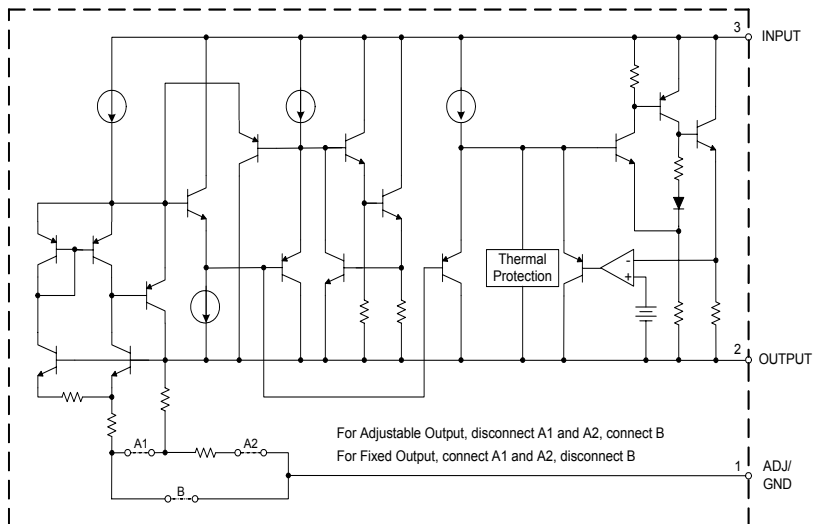 3
INPUT
Thermal
Protection
-
+
2
OUTPUT
For Adjustable Output, disconnect A1 and A2, connect B
A1
A2
For Fixed Output, connect A1 and A2, disconnect B
1
ADJ/
GND
B